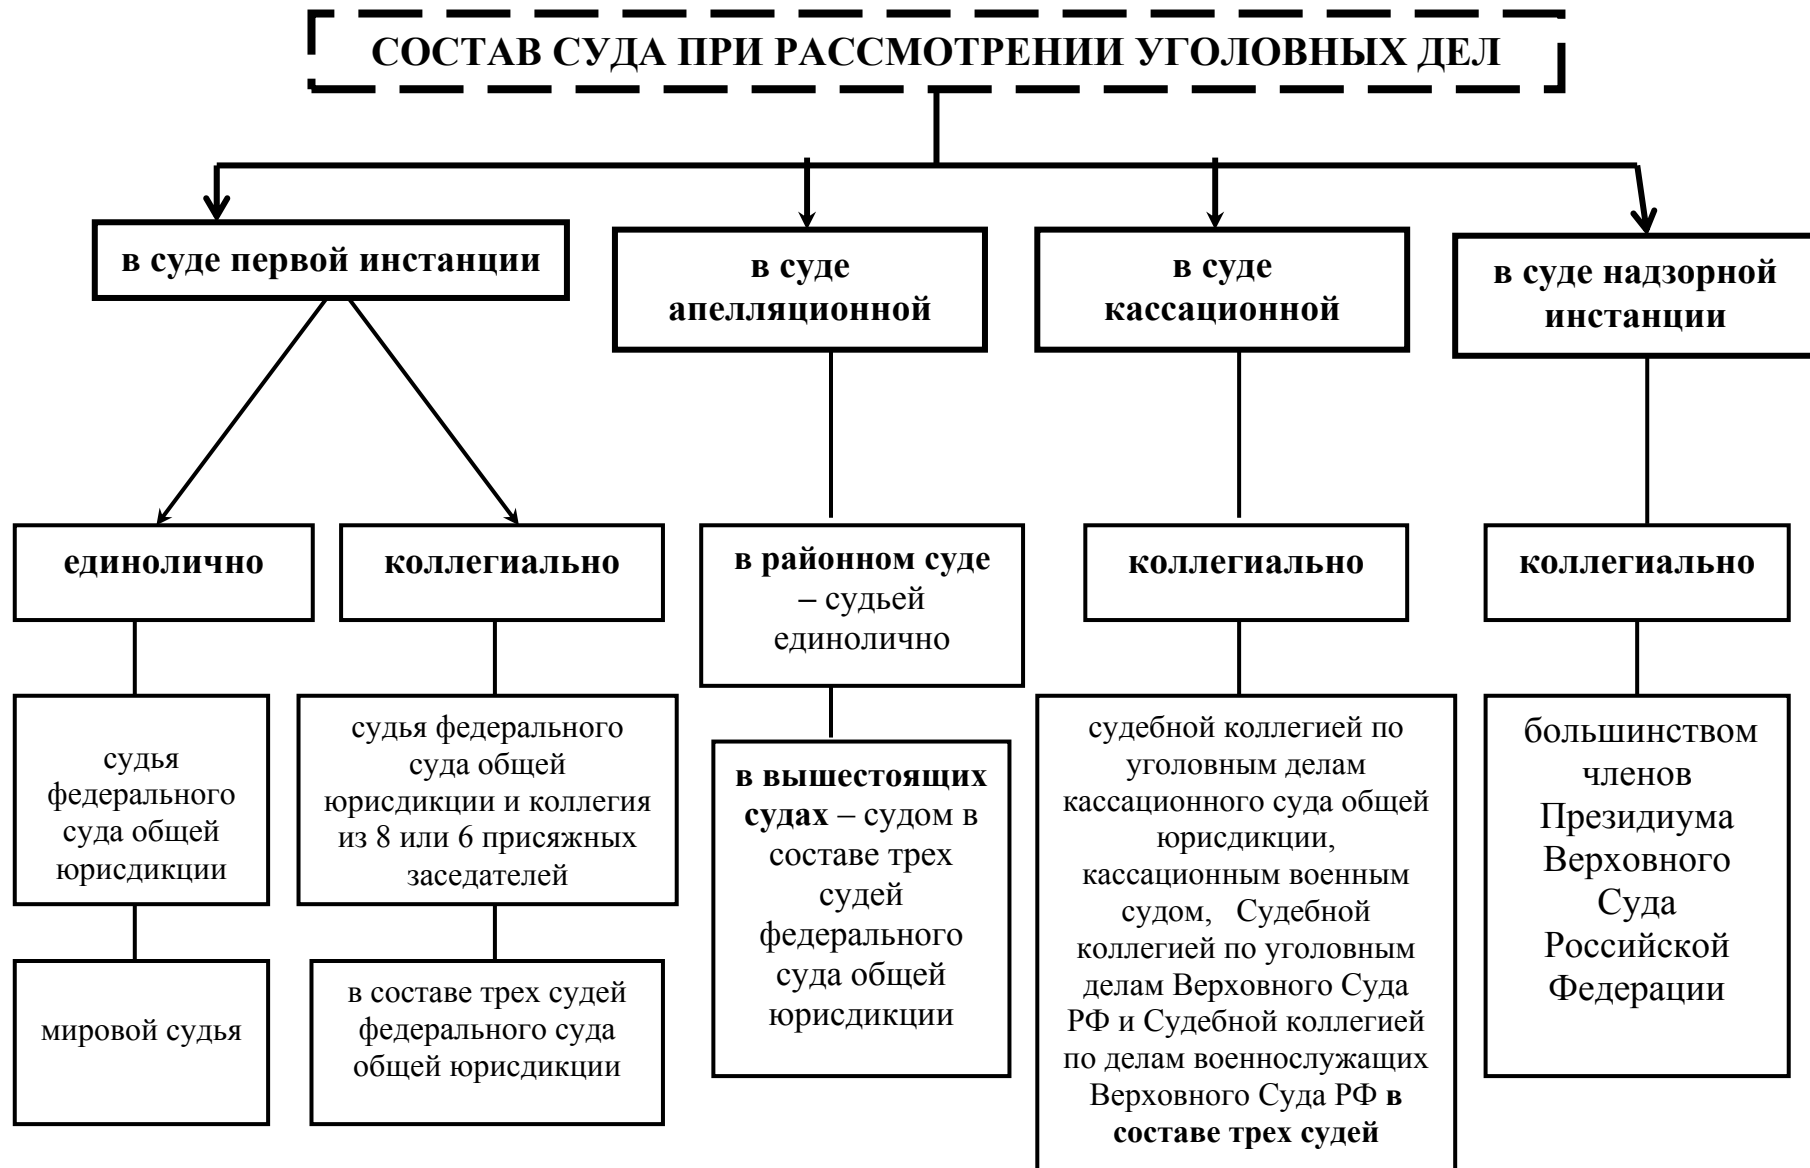 СОСТАВ СУДА ПРИ РАССМОТРЕНИИ УГОЛОВНЫХ ДЕЛ
в суде первой инстанции
в суде
апелляционной
в суде
кассационной
в суде надзорной
инстанции
единолично
коллегиально
в районном суде
– судьей
единолично
коллегиально
коллегиально
судья
федерального
суда общей
юрисдикции
судья федерального
суда общей
юрисдикции и коллегия
из 8 или 6 присяжных
заседателей
в вышестоящих
судах – судом в
составе трех
судей
федерального
суда общей
юрисдикции
судебной коллегией по
уголовным делам
кассационного суда общей
юрисдикции,
кассационным военным
судом, Судебной
коллегией по уголовным
делам Верховного Суда
РФ и Судебной коллегией
по делам военнослужащих
Верховного Суда РФ в
составе трех судей
большинством
членов
Президиума
Верховного
Суда
Российской
Федерации
мировой судья
в составе трех судей
федерального суда
общей юрисдикции